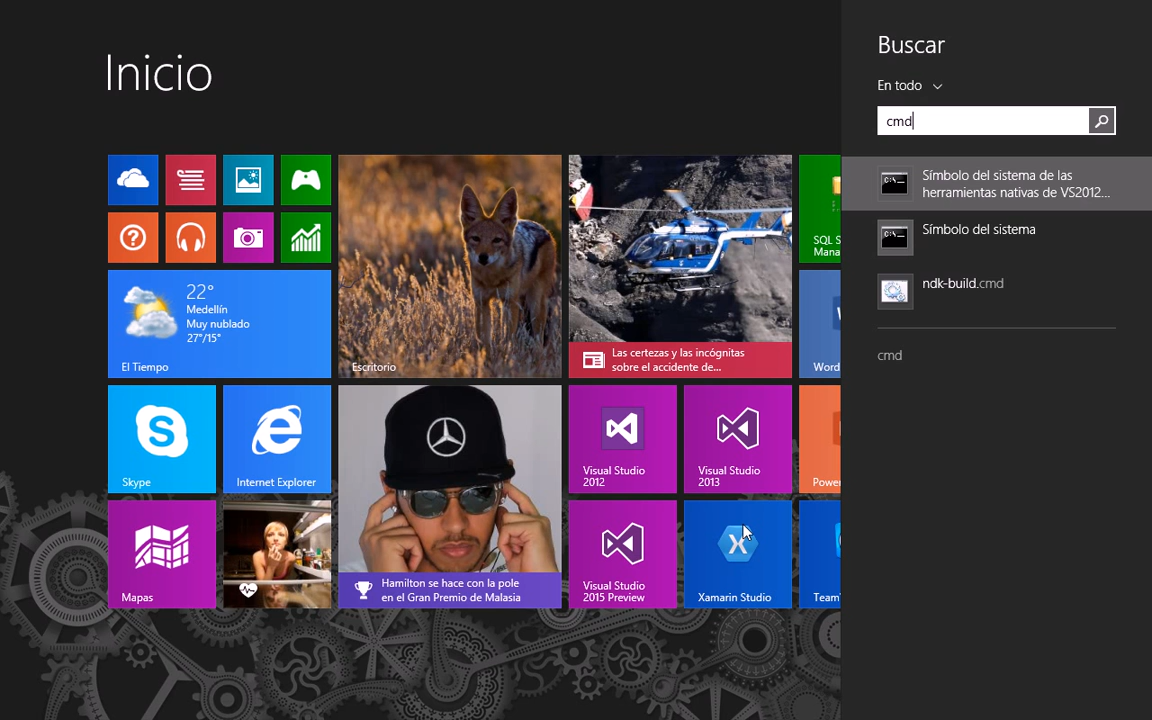 Inicio
Buscar
En todo
cmd
Símbolo del sistema de las
herramientas nativas de VS2012...
Símbolo del sistema
ndk-build.cmd
cmd
22°
Medellín
Muy nublado
27°/15°
El Tiempo
Escritorio
Las certezas y las incógnitas
sobre el accidente de...
SQL S
Mana
Word
Skype
Internet Explorer
Hamilton se hace con la pole
en el Gran Premio de Malasia
Visual Studio
2012
Visual Studio
2013
Power
Mapas
Visual Studio
2015 Preview
Xamarin Studio
Team